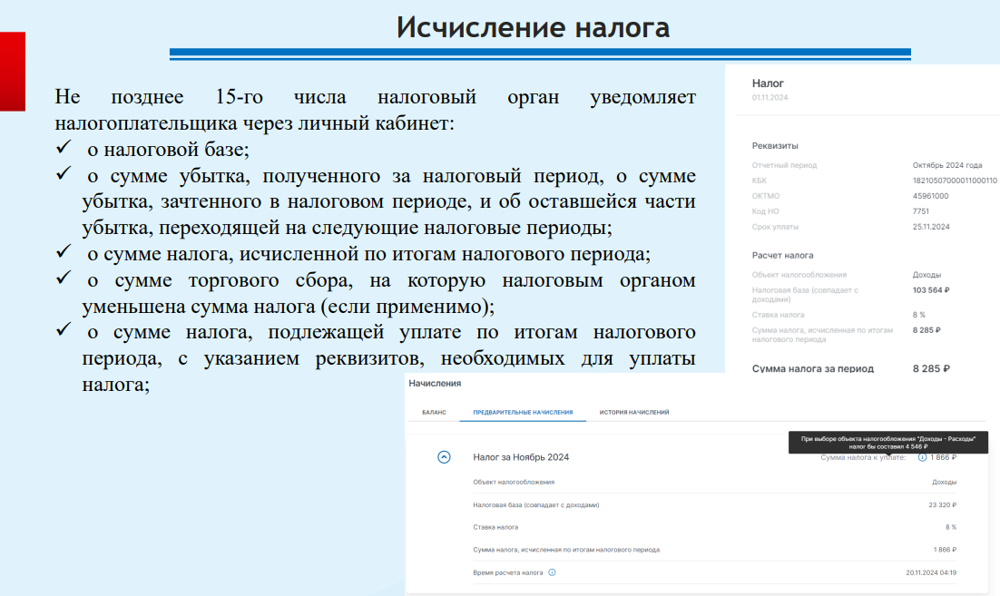 Исчисление налога
Не позднее 15-го числа налоговый орган уведомляет
налогоплательщика через личный кабинет:
✓ о налоговой базе;
✓ о сумме убытка, полученного за налоговый период, о сумме
убытка, зачтенного в налоговом периоде, и об оставшейся части
убытка, переходящей на следующие налоговые периоды;
✓ о сумме налога, исчисленной по итогам налогового периода;
✓ о сумме торгового сбора, на которую налоговым органом
уменьшена сумма налога (если применимо);
✓ о сумме налога, подлежащей уплате по итогам налогового
периода, с указанием реквизитов, необходимых для уплаты
налога;
Налог
01.11.2024
Реквизиты
Отчетный период Октябрь 2024 года
КБК 18210507000011000110
ОКТМО 45961000
Код НО 7751
Срок уплаты 25.11.2024
Расчет налога
Объект налогообложения Доходы
Налоговая база (совпадает с 103 564 ₽
доходами)
Ставка налога 8 %
Сумма налога, исчисленная по итогам 8 285 ₽
налогового периода
Сумма налога за период 8 285 ₽
Начисления
БАЛАНС ПРЕДВАРИТЕЛЬНЫЕ НАЧИСЛЕНИЯ ИСТОРИЯ НАЧИСЛЕНИЙ
При выборе объекта налогообложения "Доходы - Расходы"
налог бы составил 4 546 ₽
Налог за Ноябрь 2024 Сумма налога к уплате: 1 866 ₽
Объект налогообложения Доходы
Налоговая база (совпадает с доходами) 23 320 ₽
Ставка налога 8 %
Сумма налога, исчисленная по итогам налогового периода 1 866 ₽
Время расчета налога 20.11.2024 04:19